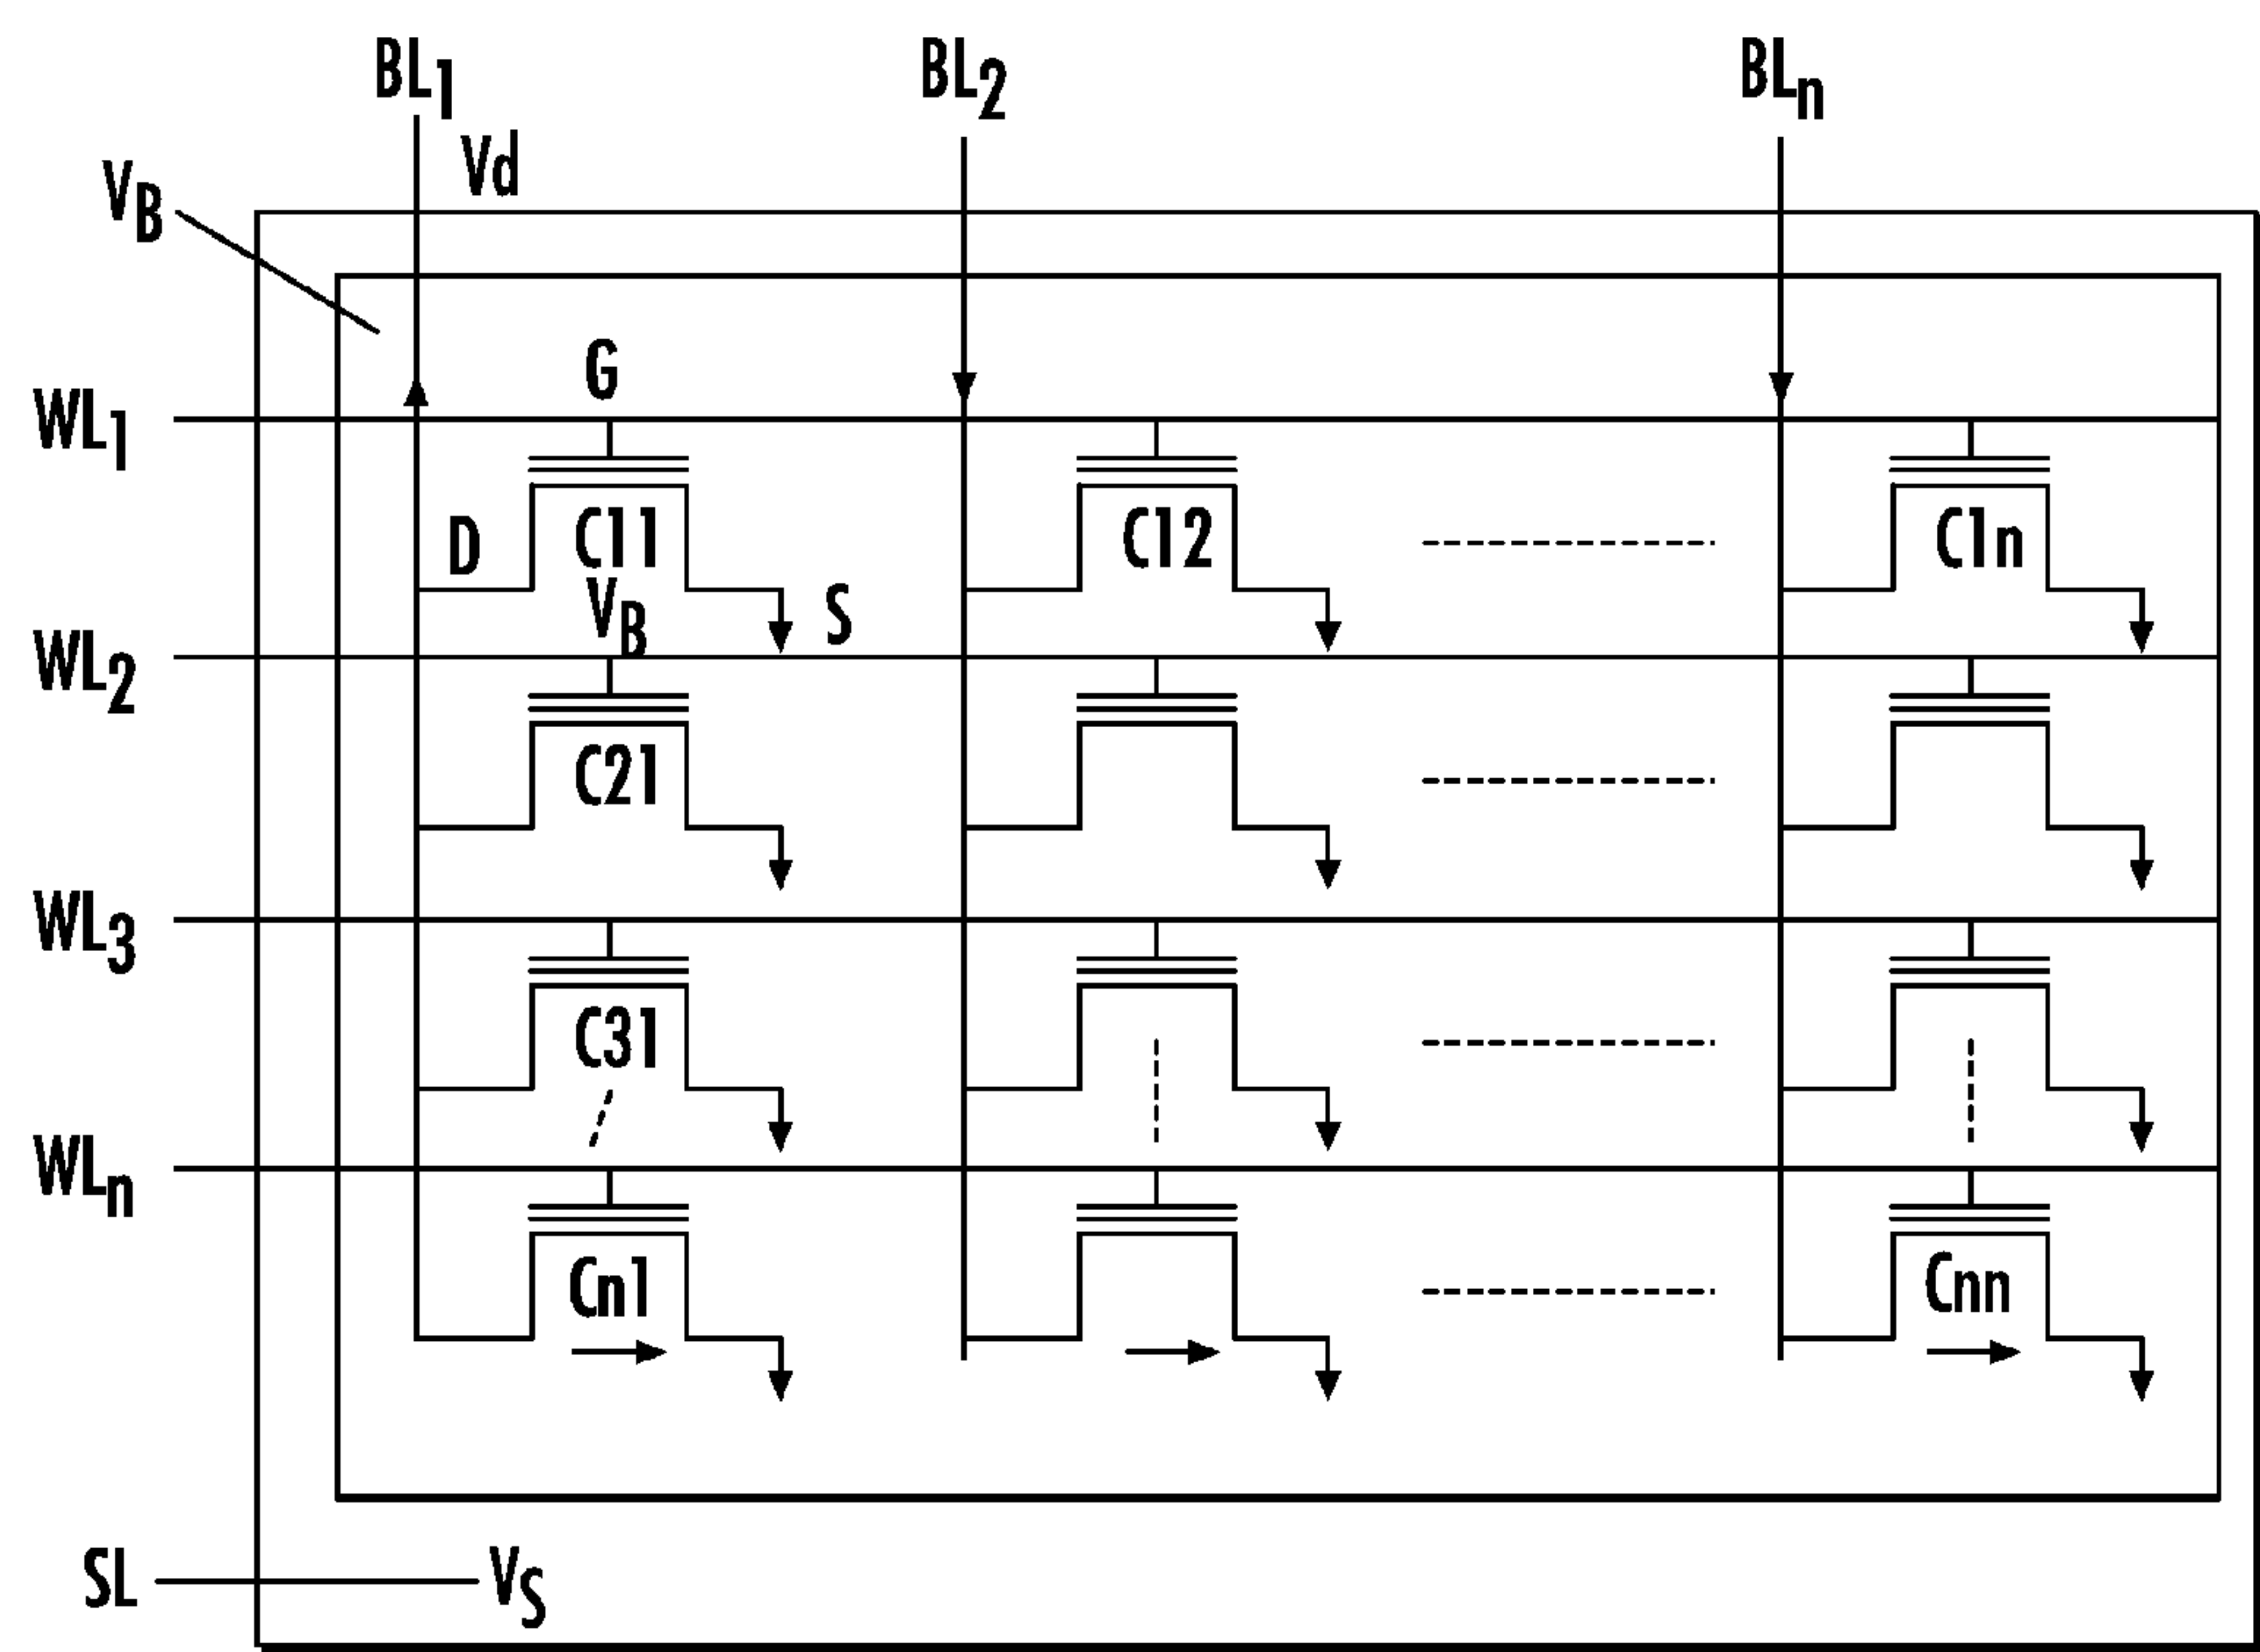 BL1 BL2 BLn
Vd
VB
G
WL1
C11 C12 C1n
D
VB S
WL2
C21
WL3
C31
WLn
Cn1 Cnn
SL VS